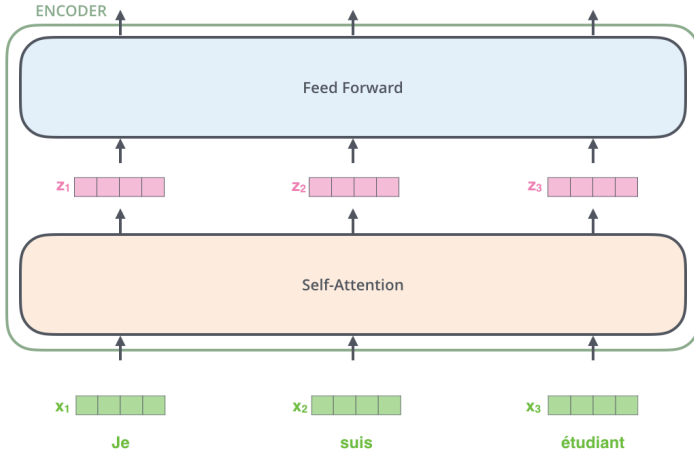 ENCODER
Feed Forward
z₁ z₂ z₃
Self-Attention
x₁ x₂ x₃
Je suis étudiant